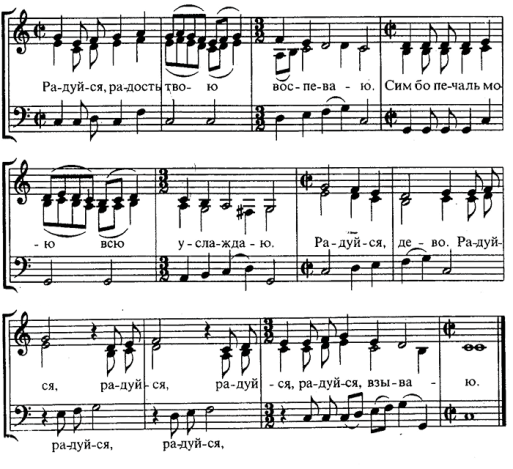 Ра-дуй-ся, ра-дость тво- ю вос-пе-ва- ю. Сим бо пе-чаль мо-
-ю всю у-сла-жда-ю. Ра-дуй-ся, де-во. Ра-дуй-
ся, ра-дуй-ся, ра-дуй-ся, ра-дуй-ся, взы-ва- ю.
ра-дуй-ся, ра-дуй-ся,